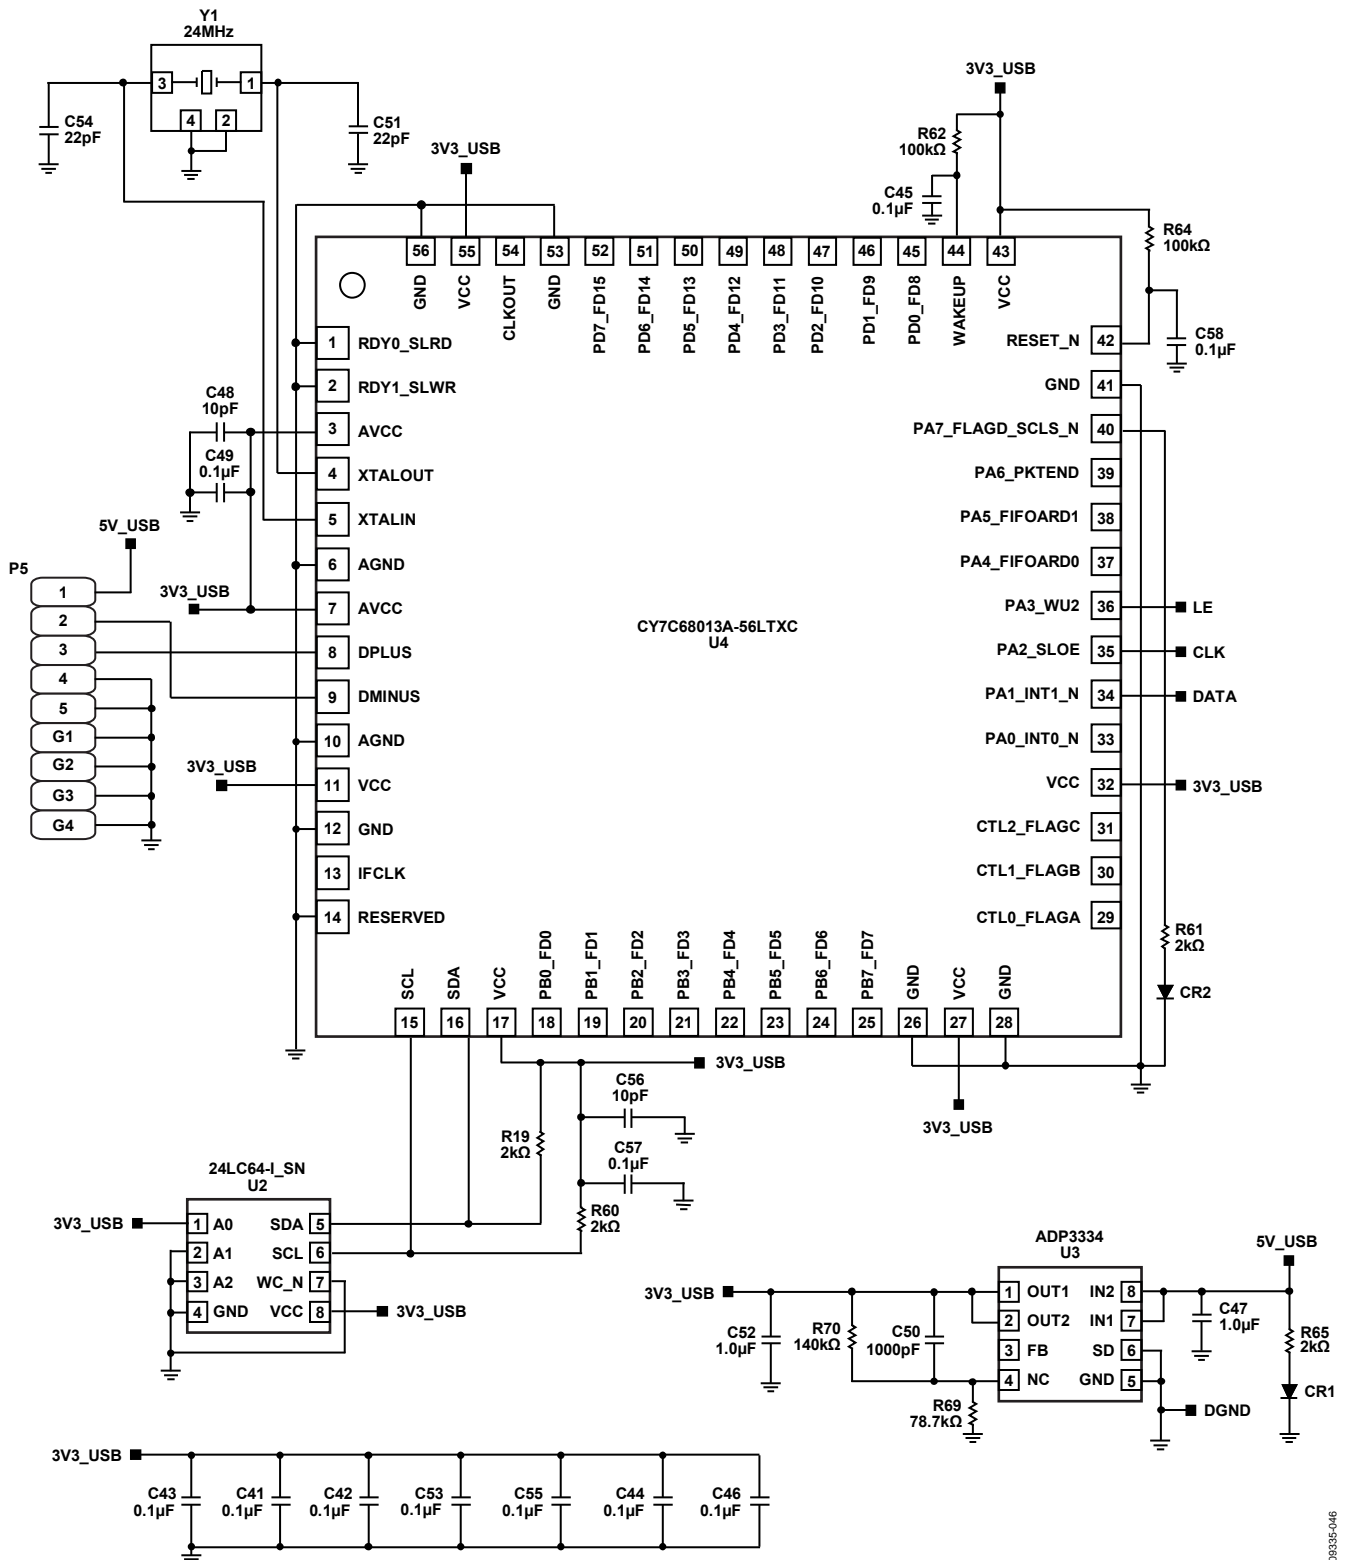 Y1
24MHz
3
1
4
2
C54
22pF
C51
22pF
3V3_USB
3V3_USB
R62
100kΩ
C45
0.1µF
R64
100kΩ
C58
0.1µF
56
55
54
53
52
51
50
49
48
47
46
45
44
43
GND
VCC
CLKOUT
GND
PD7_FD15
PD6_FD14
PD5_FD13
PD4_FD12
PD3_FD11
PD2_FD10
PD1_FD9
PD0_FD8
WAKEUP
VCC
1 RDY0_SLRD
2 RDY1_SLWR
3 AVCC
4 XTALOUT
5 XTALIN
6 AGND
7 AVCC
8 DPLUS
9 DMINUS
10 AGND
11 VCC
12 GND
13 IFCLK
14 RESERVED
C48
10pF
C49
0.1µF
5V_USB
3V3_USB
3V3_USB
P5
1
2
3
4
5
G1
G2
G3
G4
CY7C68013A-56LTXC
U4
RESET_N 42
GND 41
PA7_FLAGD_SCLS_N 40
PA6_PKTEND 39
PA5_FIFOARD1 38
PA4_FIFOARD0 37
PA3_WU2 36 LE
PA2_SLOE 35 CLK
PA1_INT1_N 34 DATA
PA0_INT0_N 33
VCC 32 3V3_USB
CTL2_FLAGC 31
CTL1_FLAGB 30
CTL0_FLAGA 29
R61
2kΩ
CR2
SCL
SDA
VCC
PB0_FD0
PB1_FD1
PB2_FD2
PB3_FD3
PB4_FD4
PB5_FD5
PB6_FD6
PB7_FD7
GND
VCC
GND
15
16
17
18
19
20
21
22
23
24
25
26
27
28
3V3_USB
3V3_USB
C56
10pF
R19
2kΩ
C57
0.1µF
R60
2kΩ
24LC64-I_SN
U2
3V3_USB
1 A0 SDA 5
2 A1 SCL 6
3 A2 WC_N 7
4 GND VCC 8
3V3_USB
ADP3334
U3
5V_USB
3V3_USB
1 OUT1 IN2 8
2 OUT2 IN1 7
3 FB SD 6
4 NC GND 5
C52
1.0µF
R70
140kΩ
C50
1000pF
R69
78.7kΩ
C47
1.0µF
R65
2kΩ
CR1
DGND
3V3_USB
C43
0.1µF
C41
0.1µF
C42
0.1µF
C53
0.1µF
C55
0.1µF
C44
0.1µF
C46
0.1µF
09335-046